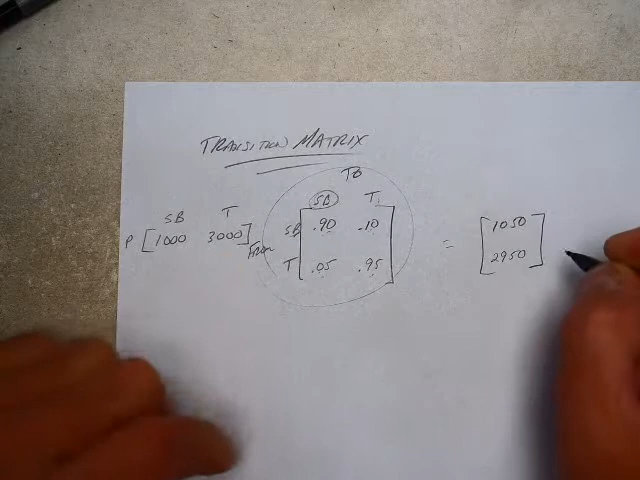 TRANSITION MATRIX
TO
SB T SB T
P [1000 3000] From SB .90 .10 = 1050
T .05 .95 2950